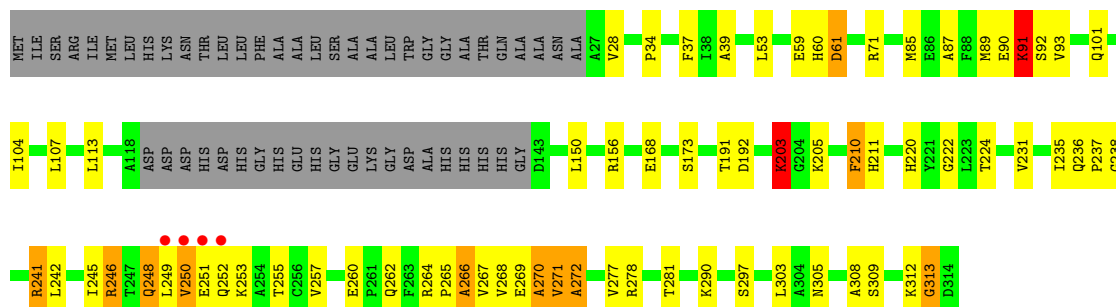 MET ILE SER ARG ILE MET LEU HIS LYS ASN THR LEU LEU PHE ALA ALA LEU SER ALA ALA LEU TRP GLY GLY ALA ALA THR GLN ALA ALA ASN ALA A27 V28 P34 F37 I38 A39 L53 E59 H60 D61 R71 M85 E86 A87 F88 M89 E90 K91 S92 V93 Q101
I104 L107 L113 A118 ASP ASP ASP HIS ASP HIS GLY HIS GLU HIS GLY GLU LYS GLY ASP ALA HIS HIS HIS HIS GLY D143 L150 R156 E168 S173 T191 D192 K203 G204 K205 F210 H211 H220 Y221 G222 L223 T224 V231 I235 Q236 P237
R241 L242 I245 R246 T247 Q248 L249 V250 E251 Q252 K253 A254 T255 C256 V257 E260 P261 Q262 F263 R264 P265 A266 V267 V268 E269 A270 V271 A272 V277 R278 T281 K290 S297 L303 A304 N305 A308 S309 K312 G313 D314